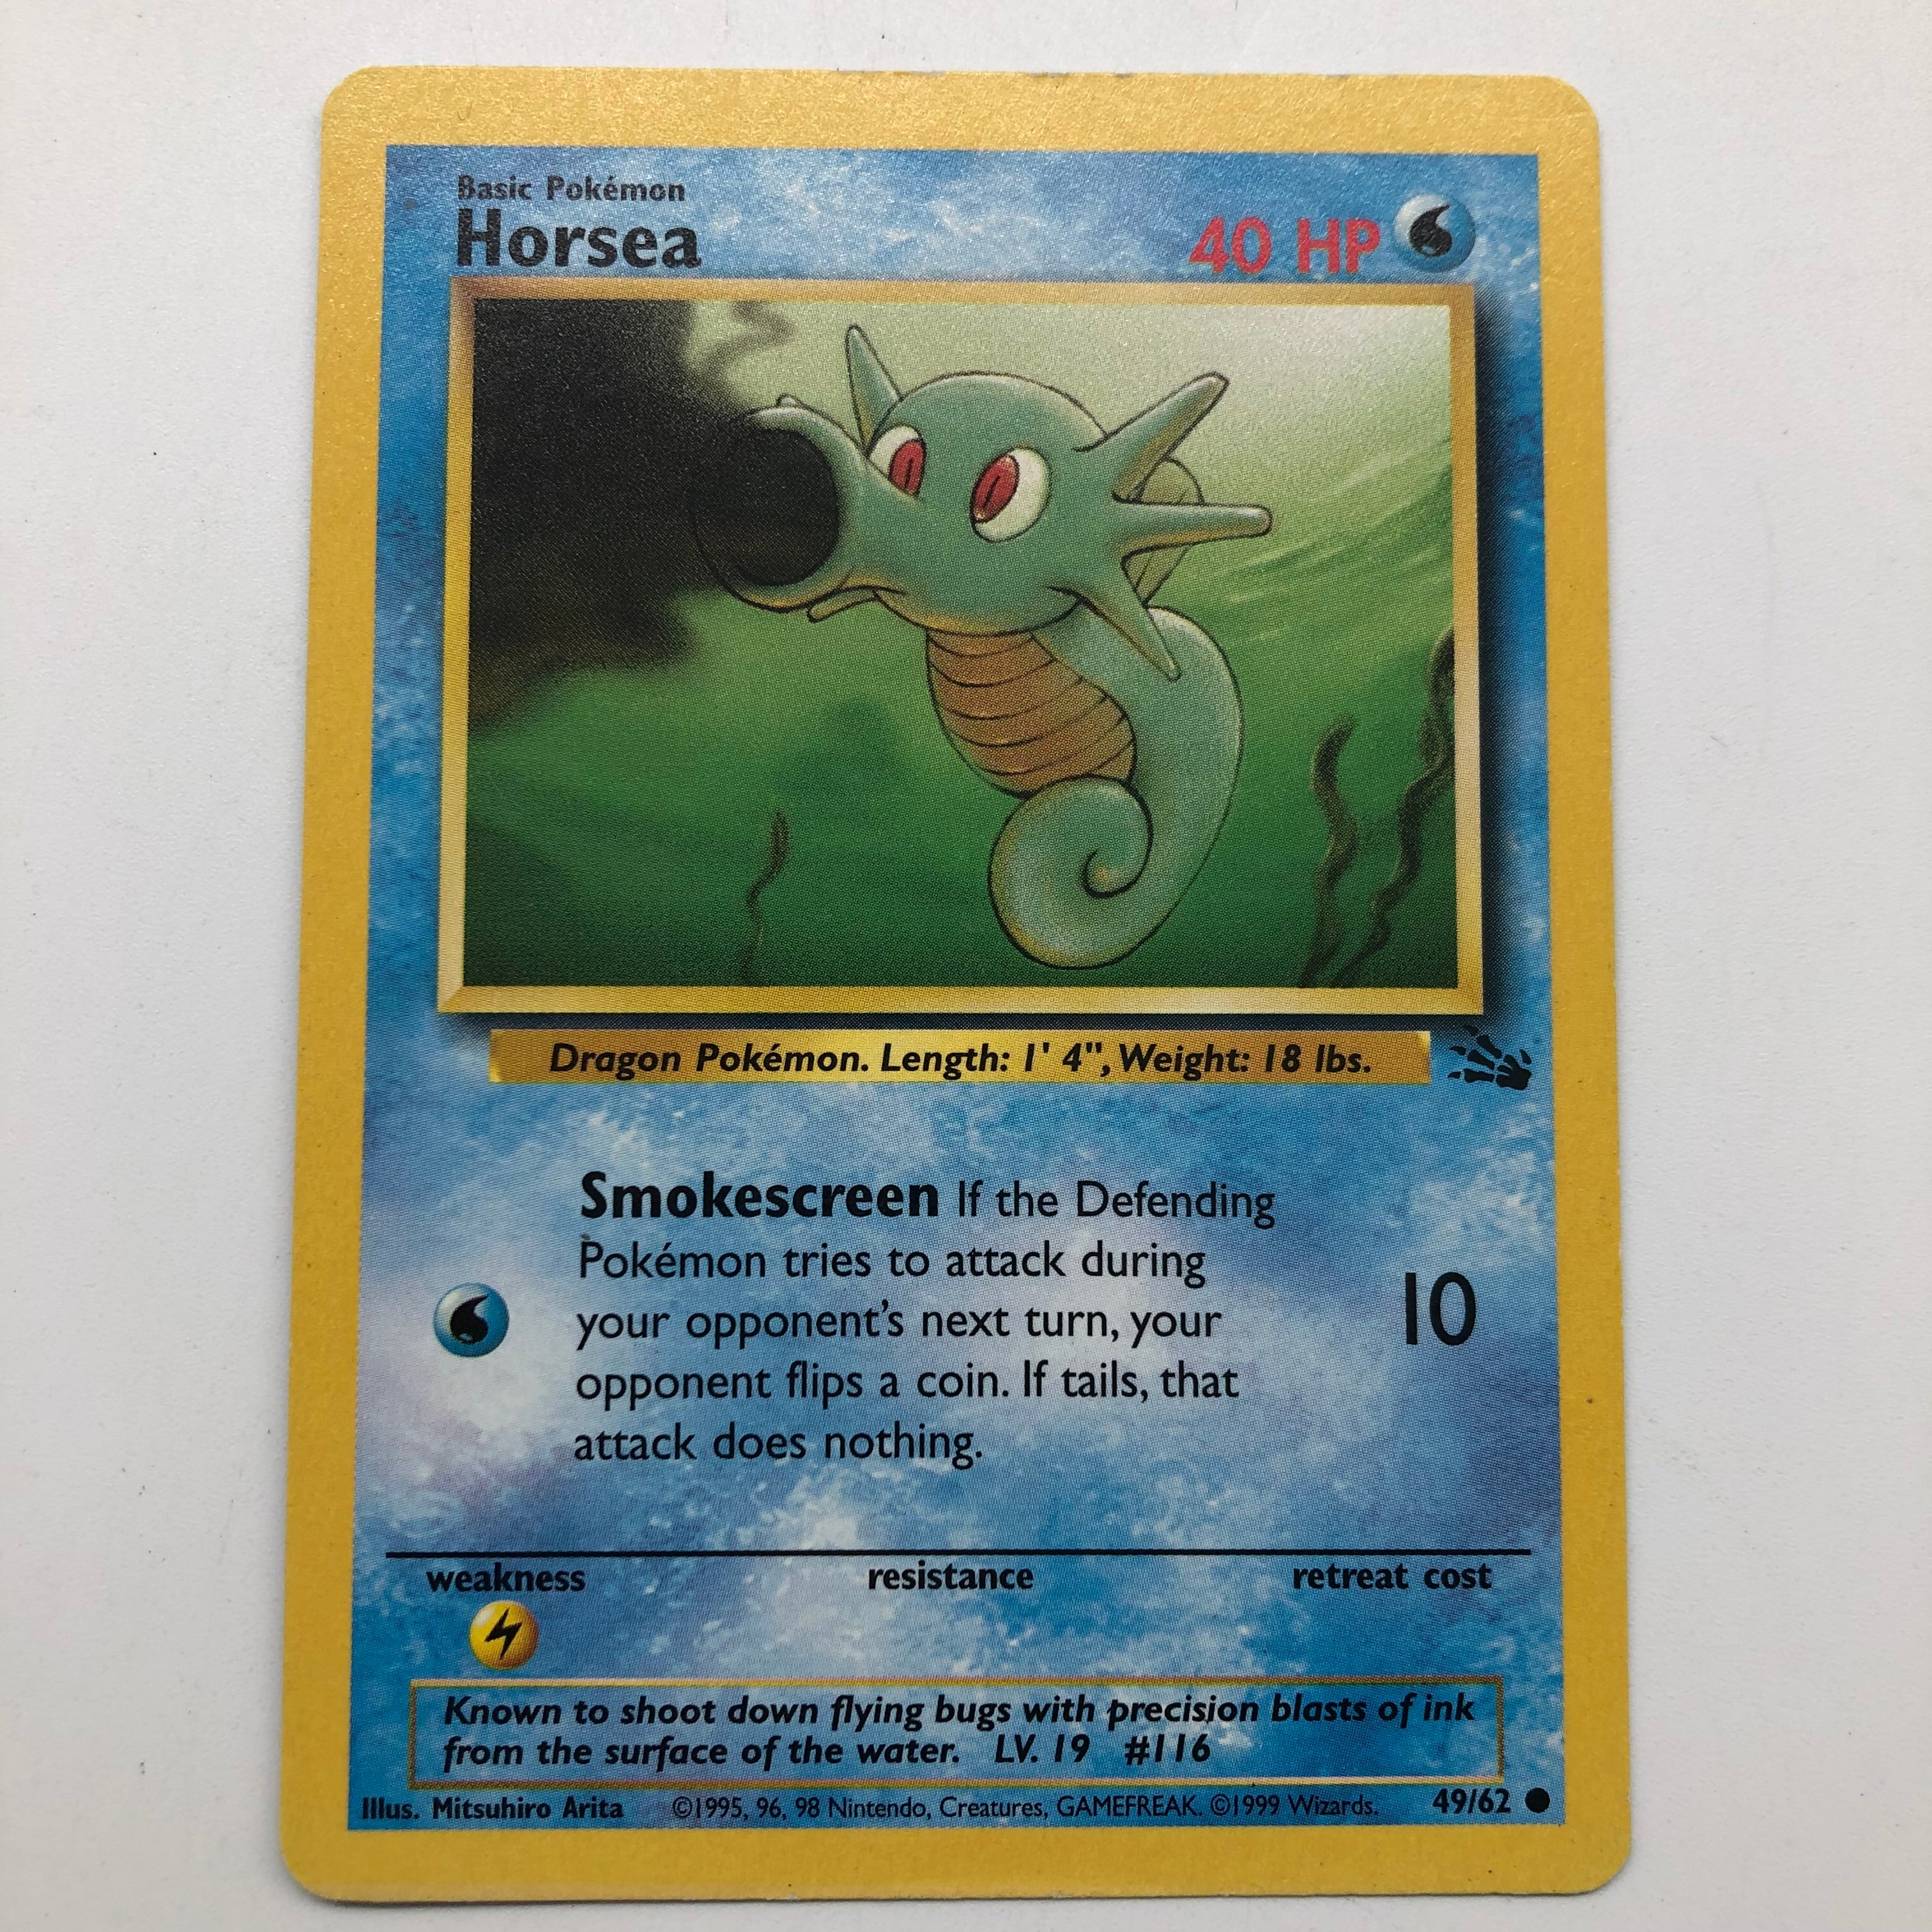 Basic Pokémon
Horsea
40 HP
Dragon Pokémon. Length: 1' 4", Weight: 18 lbs.
Smokescreen If the Defending
Pokémon tries to attack during
your opponent's next turn, your
opponent flips a coin. If tails, that
attack does nothing.
10
weakness resistance retreat cost
Known to shoot down flying bugs with precision blasts of ink
from the surface of the water. LV. 19 #116
Illus. Mitsuhiro Arita ©1995, 96, 98 Nintendo, Creatures, GAMEFREAK. ©1999 Wizards. 49/62